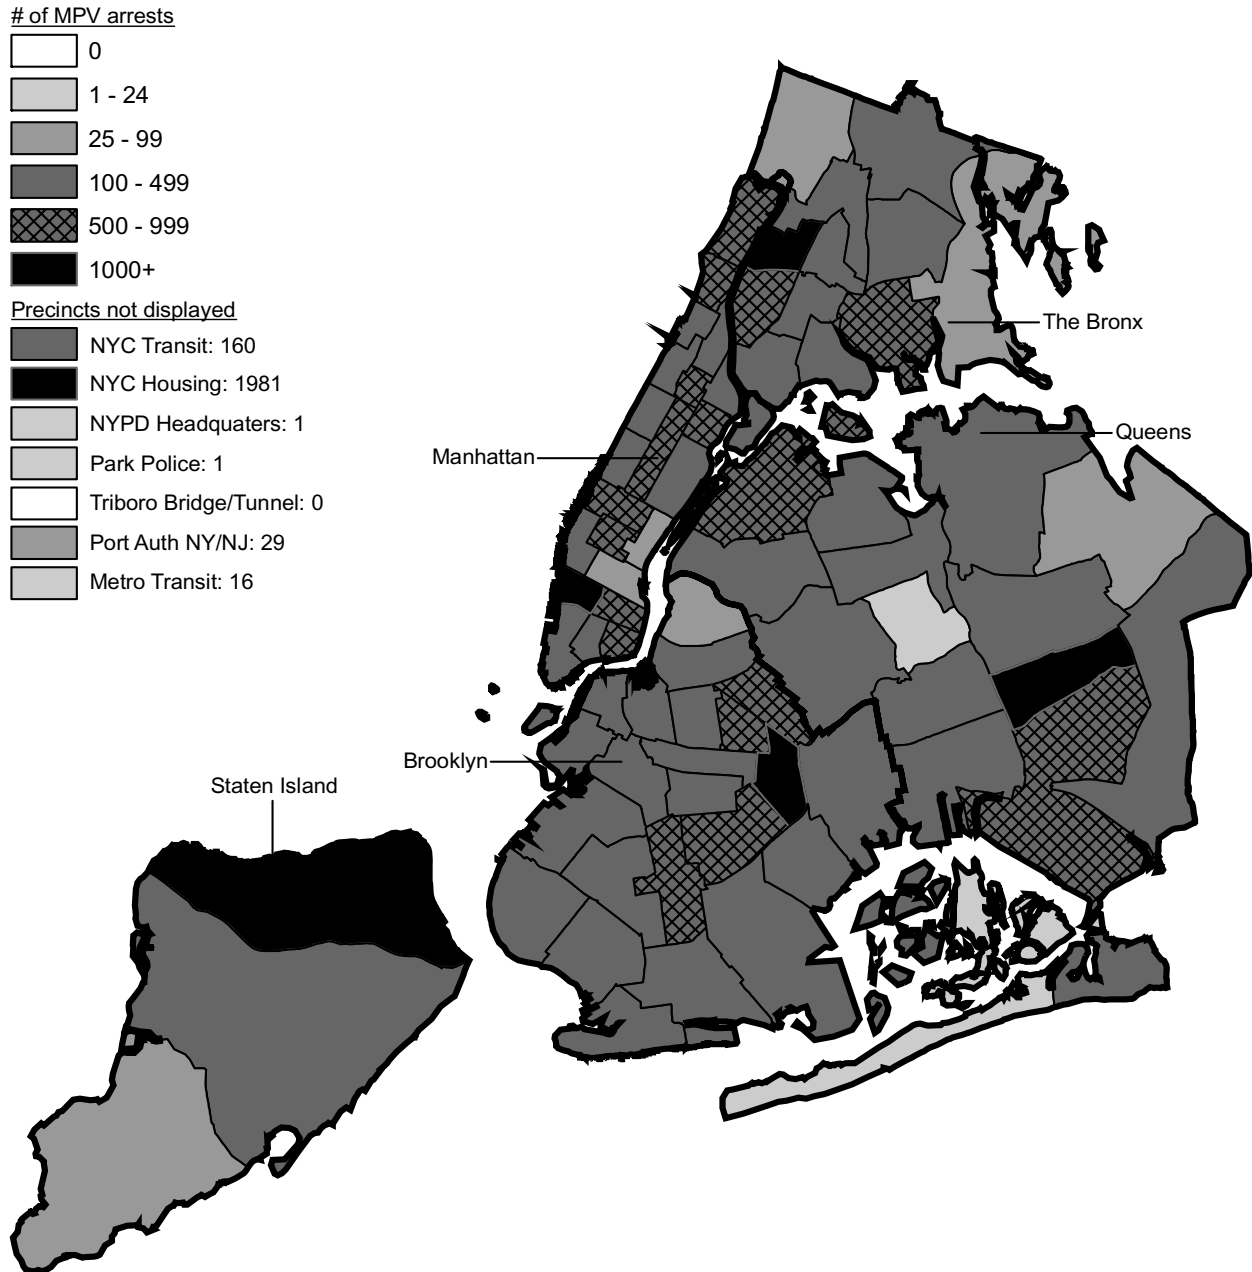 # of MPV arrests
0
1 - 24
25 - 99
100 - 499
500 - 999
1000+
Precincts not displayed
NYC Transit: 160
NYC Housing: 1981
NYPD Headquaters: 1
Park Police: 1
Triboro Bridge/Tunnel: 0
Port Auth NY/NJ: 29
Metro Transit: 16
The Bronx
Queens
Manhattan
Brooklyn
Staten Island